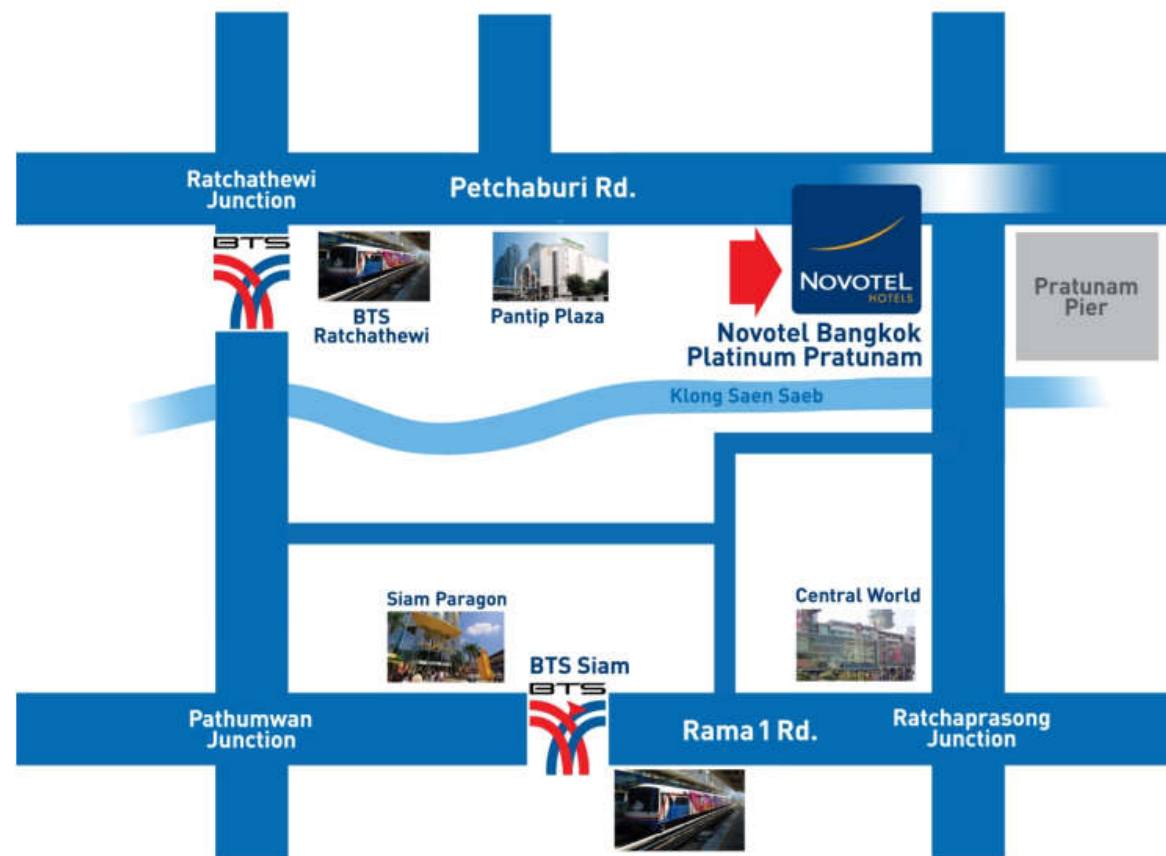 Ratchathewi
Junction
Petchaburi Rd.
BTS
BTS
Ratchathewi
Pantip Plaza
NOVOTEL
HOTELS
Novotel Bangkok
Platinum Pratunam
Pratunam
Pier
Klong Saen Saeb
Siam Paragon
Central World
BTS Siam
BTS
Pathumwan
Junction
Rama 1 Rd.
Ratchaprasong
Junction